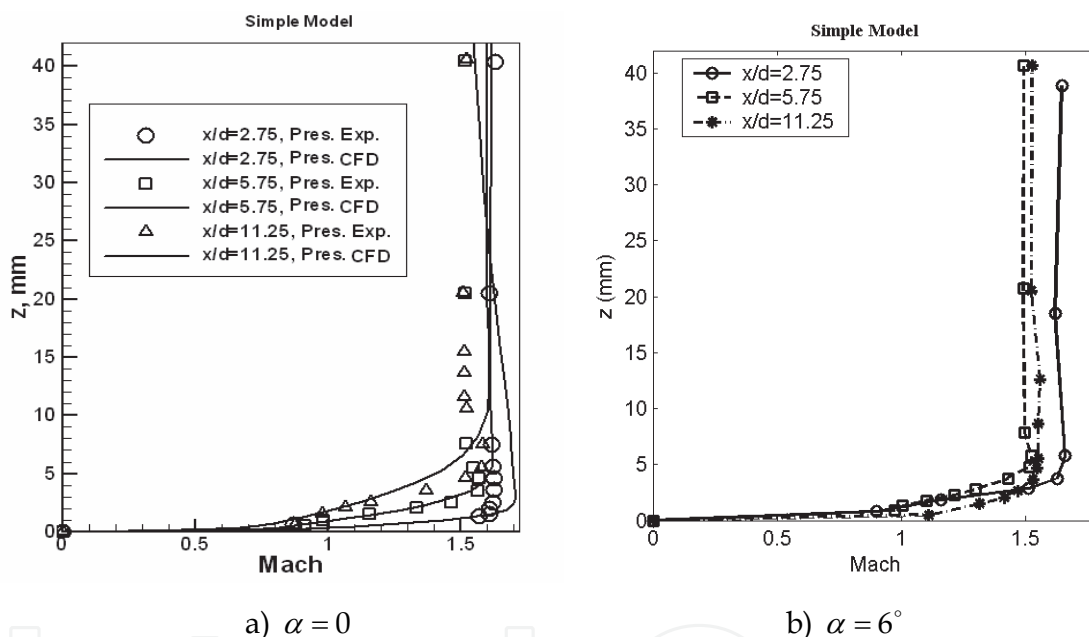 Simple Model
40
35
30
25
20
15
10
5
0
z, mm
x/d=2.75, Pres. Exp.
x/d=2.75, Pres. CFD
x/d=5.75, Pres. Exp.
x/d=5.75, Pres. CFD
x/d=11.25, Pres. Exp.
x/d=11.25, Pres. CFD
0 0.5 1 1.5
Mach
a) α = 0
Simple Model
40
35
30
25
20
15
10
5
0
z (mm)
x/d=2.75
x/d=5.75
x/d=11.25
0 0.5 1 1.5
Mach
b) α = 6°